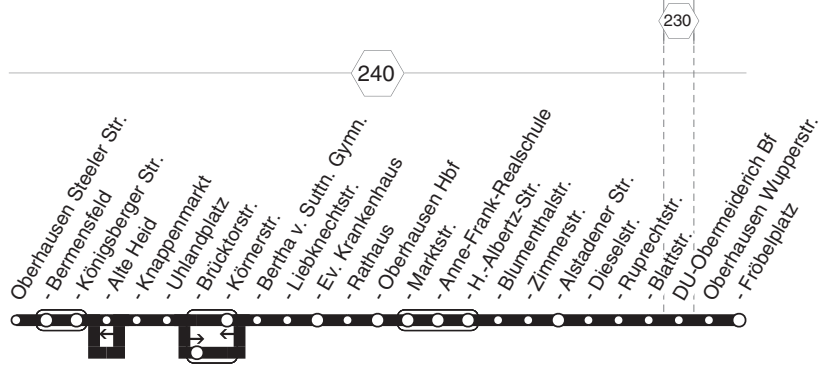 230
240
Oberhausen Steeler Str.
- Bermensfeld
- Königsberger Str.
- Alte Heid
- Knappenmarkt
- Uhlandplatz
- Brücktorstr.
- Körnerstr.
- Bertha v. Suttn. Gymn.
- Liebknechtstr.
- Ev. Krankenhaus
- Rathaus
- Oberhausen Hbf
- Marktstr.
- Anne-Frank-Realschule
- H.-Albertz-Str.
- Blumenthalstr.
- Zimmerstr.
- Alstadener Str.
- Dieselstr.
- Ruprechtstr.
- Blattstr.
DU-Obermeiderich Bf
Oberhausen Wupperstr.
- Fröbelplatz